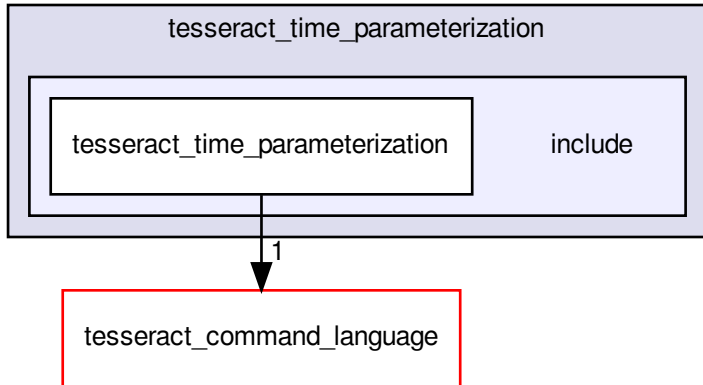 tesseract_time_parameterization
tesseract_time_parameterization
include
1
tesseract_command_language